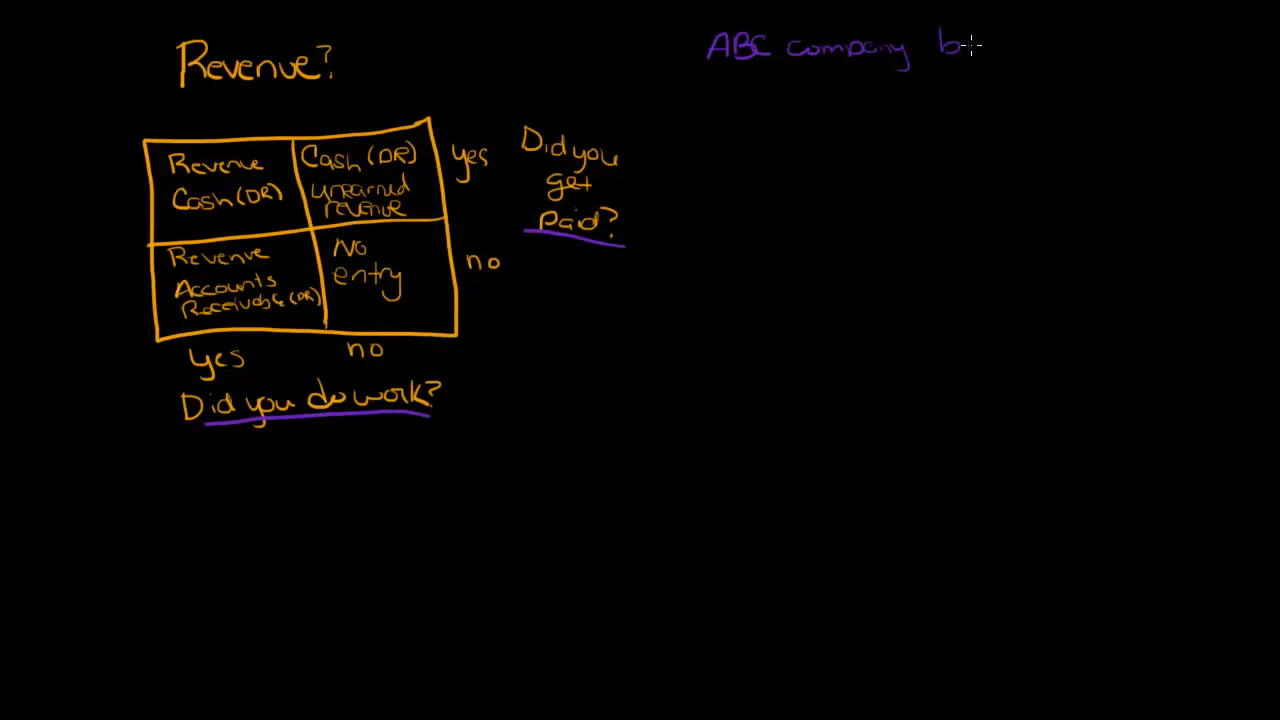 Revenue?
ABC company b
Revenue
Cash (DR)
Cash (DR)
unearned
revenue
yes
Did you
get
paid?
Revenue
Accounts
Receivable (DR)
No
entry
no
yes
no
Did you do work?